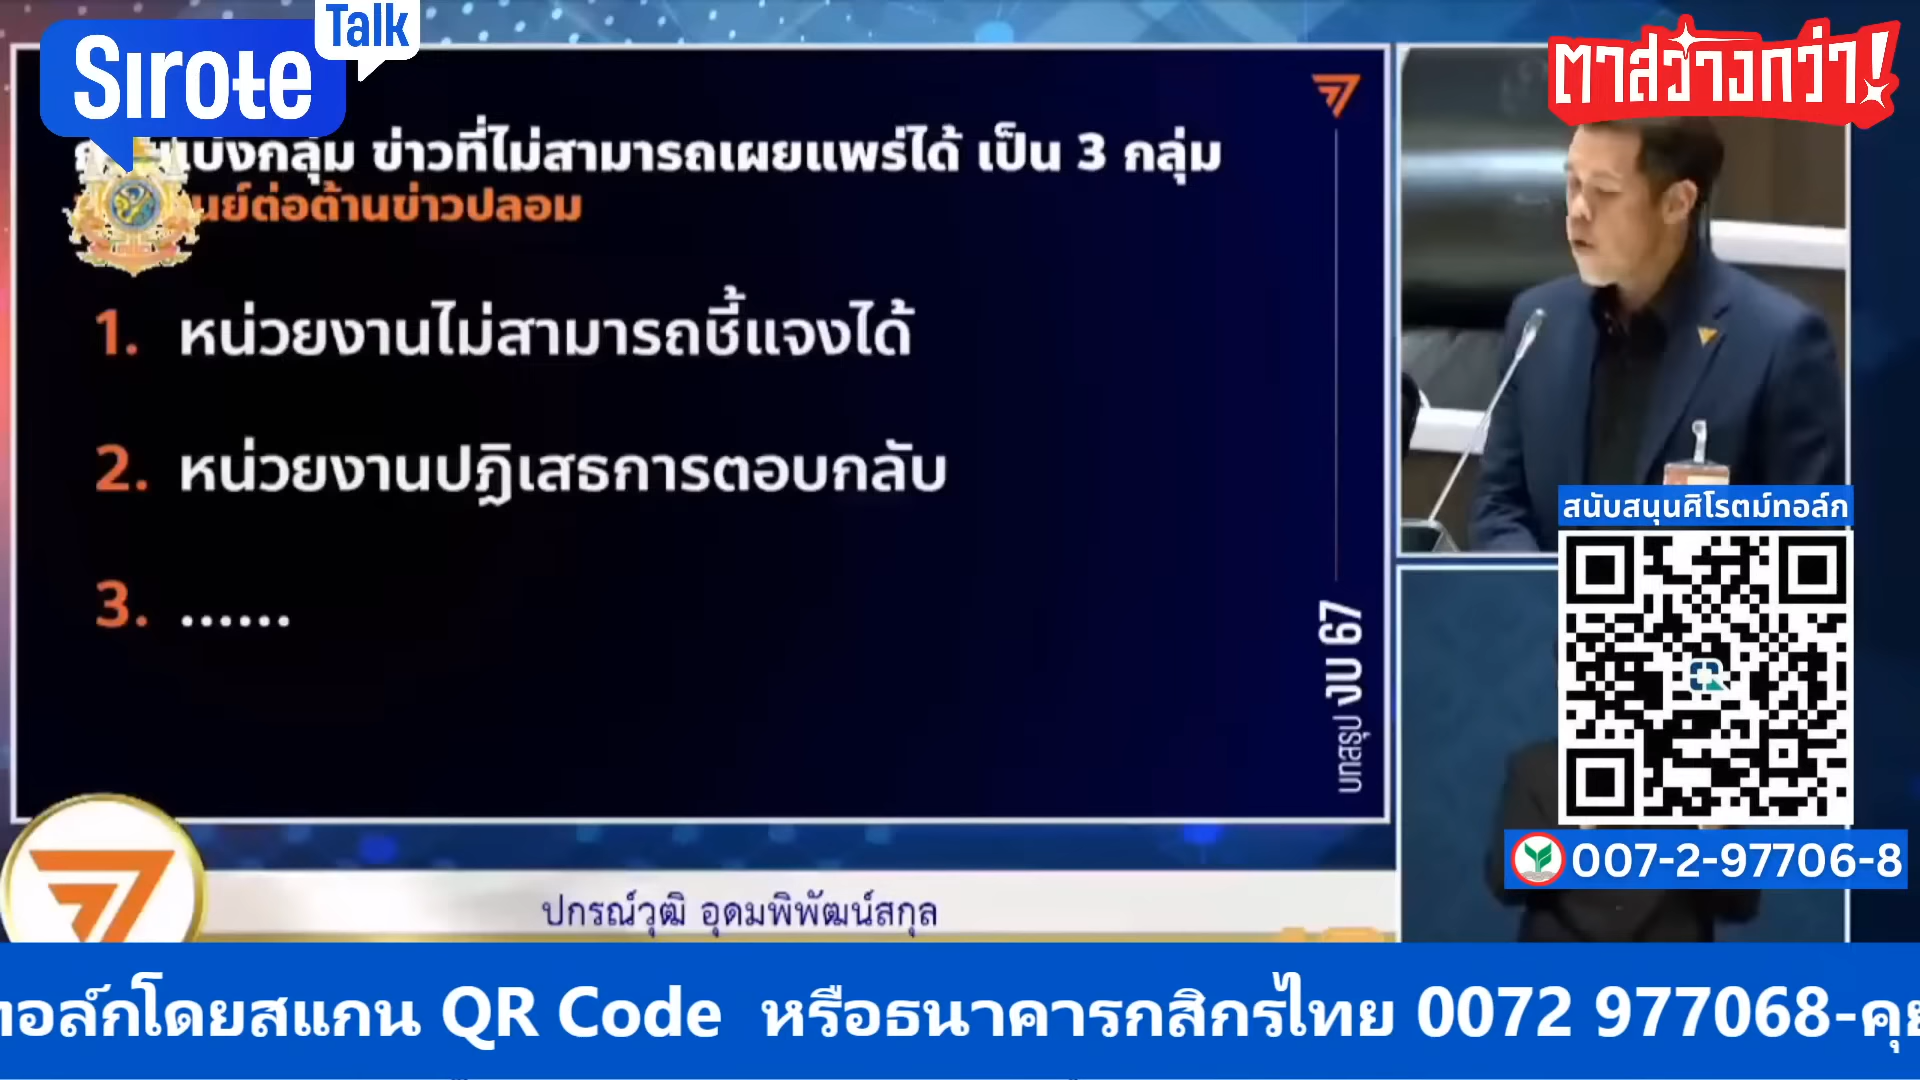 Sirote
Talk
ตาสว่างกว่า!
แบ่งกลุ่ม ข่าวที่ไม่สามารถเผยแพร่ได้ เป็น 3 กลุ่ม
ต่อต้านข่าวปลอม
1. หน่วยงานไม่สามารถชี้แจงได้
2. หน่วยงานปฏิเสธการตอบกลับ
3. ......
บทสรุป งบ 67
สนับสนุนศิโรตม์ทอล์ก
007-2-97706-8
ปกรณ์วุฒิ อุดมพิพัฒน์สกุล
ทอล์กโดยสแกน QR Code หรือธนาคารกสิกรไทย 0072 977068-คุย